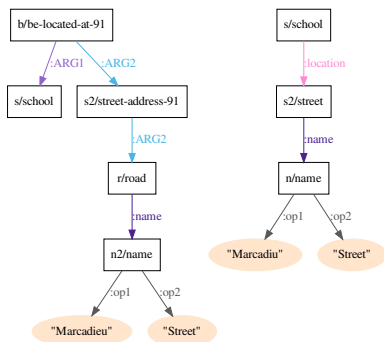 b/be-located-at-91
s/school
:ARG1
:ARG2
:location
s/school
s2/street-address-91
s2/street
:ARG2
:name
r/road
n/name
:name
:op1
:op2
n2/name
"Marcadiu"
"Street"
:op1
:op2
"Marcadieu"
"Street"